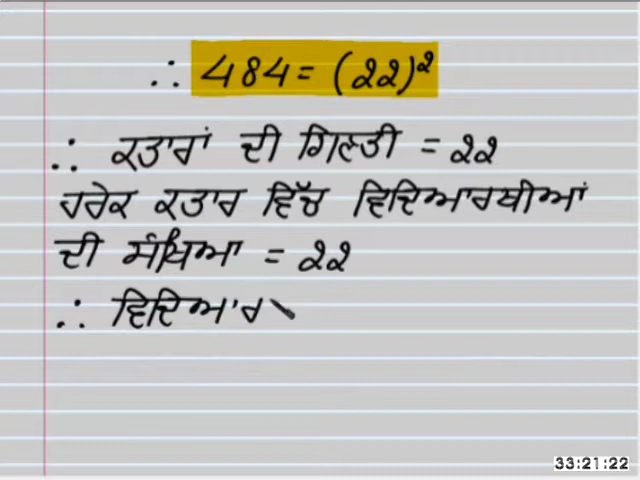 ∴ 484 = (22)²
∴ ਕਤਾਰਾਂ ਦੀ ਗਿਣਤੀ = 22
ਹਰੇਕ ਕਤਾਰ ਵਿੱਚ ਵਿਦਿਆਰਥੀਆਂ
ਦੀ ਸੰਖਿਆ = 22
∴ ਵਿਦਿਆਰ
33:21:22